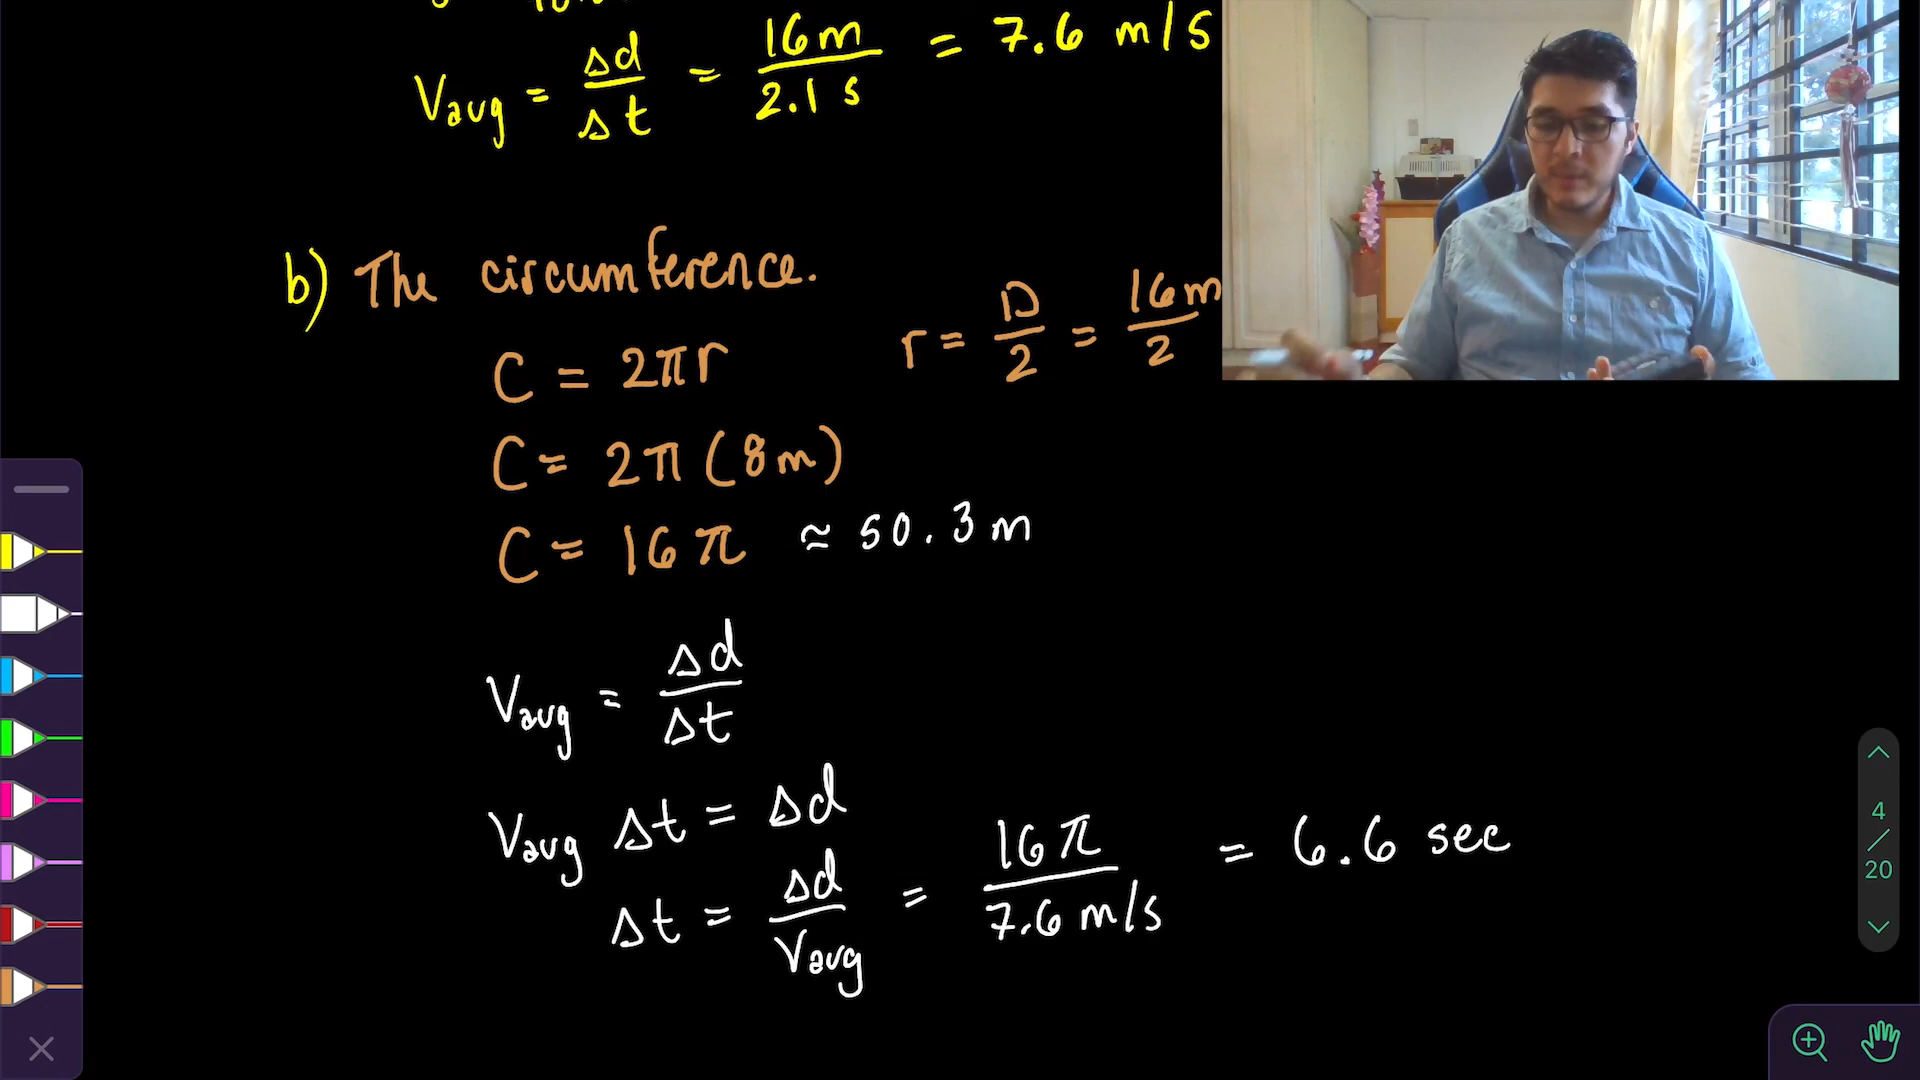 Vavg = Δd/Δt = 16m/2.1 s = 7.6 m/s
b) The circumference.
C = 2πr r = D/2 = 16m/2
C = 2π (8m)
C = 16π ≈ 50.3 m
Vavg = Δd/Δt
Vavg Δt = Δd
Δt = Δd/Vavg = 16π/7.6 m/s = 6.6 sec
4
/
20